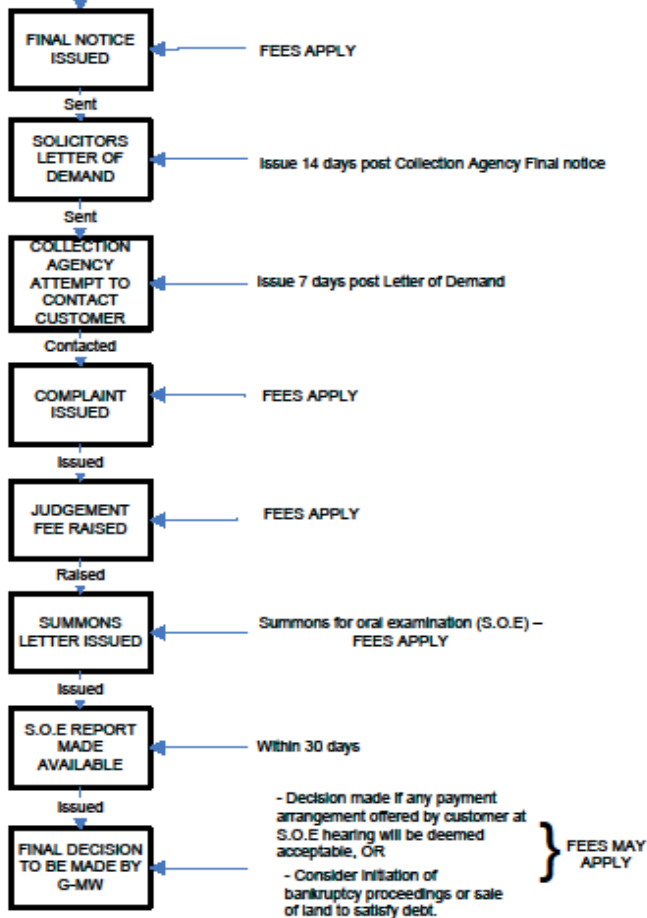 FINAL NOTICE
ISSUED
FEES APPLY
Sent
SOLICITORS
LETTER OF
DEMAND
Issue 14 days post Collection Agency Final notice
Sent
COLLECTION
AGENCY
ATTEMPT TO
CONTACT
CUSTOMER
Issue 7 days post Letter of Demand
Contacted
COMPLAINT
ISSUED
FEES APPLY
Issued
JUDGEMENT
FEE RAISED
FEES APPLY
Raised
SUMMONS
LETTER ISSUED
Summons for oral examination (S.O.E) –
FEES APPLY
Issued
S.O.E REPORT
MADE
AVAILABLE
Within 30 days
Issued
FINAL DECISION
TO BE MADE BY
G-MW
- Decision made if any payment
arrangement offered by customer at
S.O.E hearing will be deemed
acceptable, OR
- Consider initiation of
bankruptcy proceedings or sale
of land to satisfy debt.
} FEES MAY
APPLY